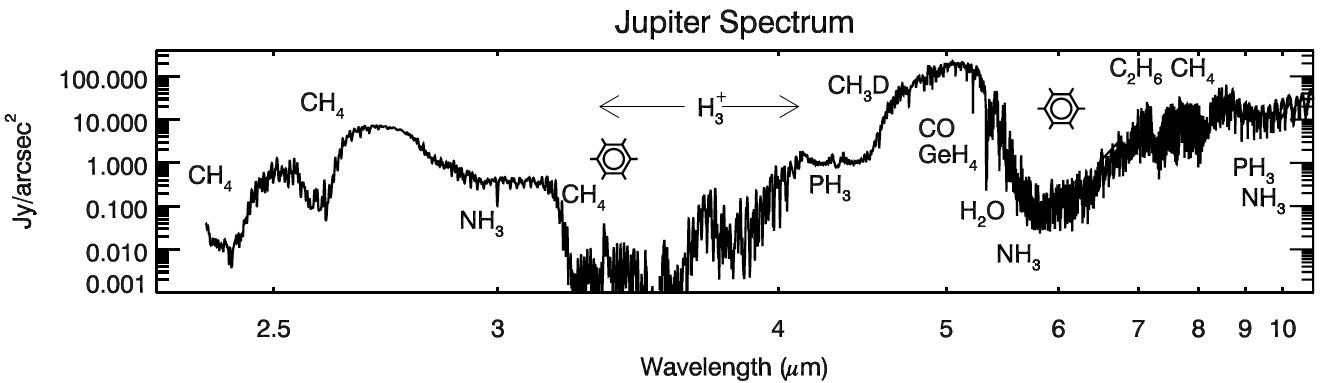 Jupiter Spectrum
Jy/arcsec²
100.000
10.000
1.000
0.100
0.010
0.001
CH₄
CH₄
NH₃
CH₄
H₃⁺
PH₃
CH₃D
CO
GeH₄
H₂O
NH₃
C₂H₆ CH₄
PH₃
NH₃
2.5 3 4 5 6 7 8 9 10
Wavelength (μm)